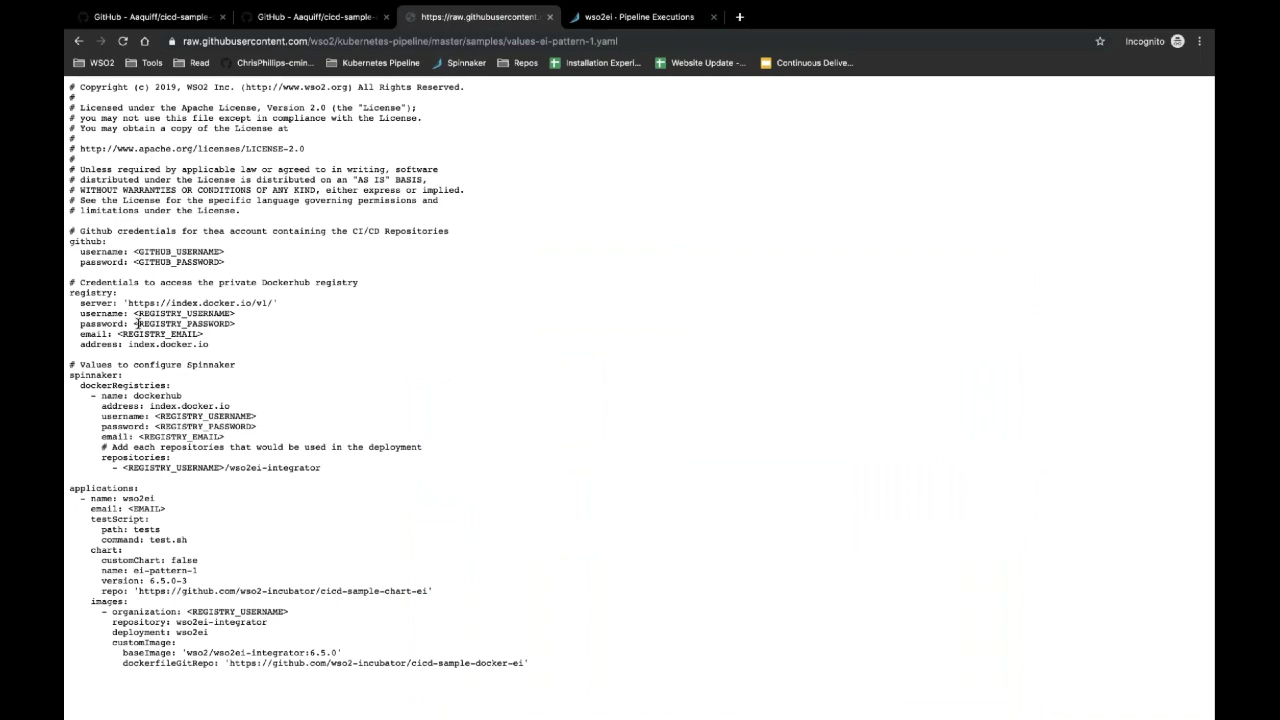 GitHub - Aaquiff/cicd-sample-
GitHub - Aaquiff/cicd-sample-
https://raw.githubusercontent.
wso2ei - Pipeline Executions
raw.githubusercontent.com/wso2/kubernetes-pipeline/master/samples/values-ei-pattern-1.yaml
Incognito
WSO2
Tools
Read
ChrisPhillips-cmin...
Kubernetes Pipeline
Spinnaker
Repos
Installation Experi...
Website Update -...
Continuous Delive...
# Copyright (c) 2019, WSO2 Inc. (http://www.wso2.org) All Rights Reserved.
#
# Licensed under the Apache License, Version 2.0 (the "License");
# you may not use this file except in compliance with the License.
# You may obtain a copy of the License at
#
# http://www.apache.org/licenses/LICENSE-2.0
#
# Unless required by applicable law or agreed to in writing, software
# distributed under the License is distributed on an "AS IS" BASIS,
# WITHOUT WARRANTIES OR CONDITIONS OF ANY KIND, either express or implied.
# See the License for the specific language governing permissions and
# limitations under the License.
# Github credentials for thea account containing the CI/CD Repositories
github:
username: <GITHUB_USERNAME>
password: <GITHUB_PASSWORD>
# Credentials to access the private Dockerhub registry
registry:
server: 'https://index.docker.io/v1/'
username: <REGISTRY_USERNAME>
password: <REGISTRY_PASSWORD>
email: <REGISTRY_EMAIL>
address: index.docker.io
# Values to configure Spinnaker
spinnaker:
dockerRegistries:
- name: dockerhub
address: index.docker.io
username: <REGISTRY_USERNAME>
password: <REGISTRY_PASSWORD>
email: <REGISTRY_EMAIL>
# Add each repositories that would be used in the deployment
repositories:
- <REGISTRY_USERNAME>/wso2ei-integrator
applications:
- name: wso2ei
email: <EMAIL>
testScript:
path: tests
command: test.sh
chart:
customChart: false
name: ei-pattern-1
version: 6.5.0-3
repo: 'https://github.com/wso2-incubator/cicd-sample-chart-ei'
images:
- organization: <REGISTRY_USERNAME>
repository: wso2ei-integrator
deployment: wso2ei
customImage:
baseImage: 'wso2/wso2ei-integrator:6.5.0'
dockerfileGitRepo: 'https://github.com/wso2-incubator/cicd-sample-docker-ei'